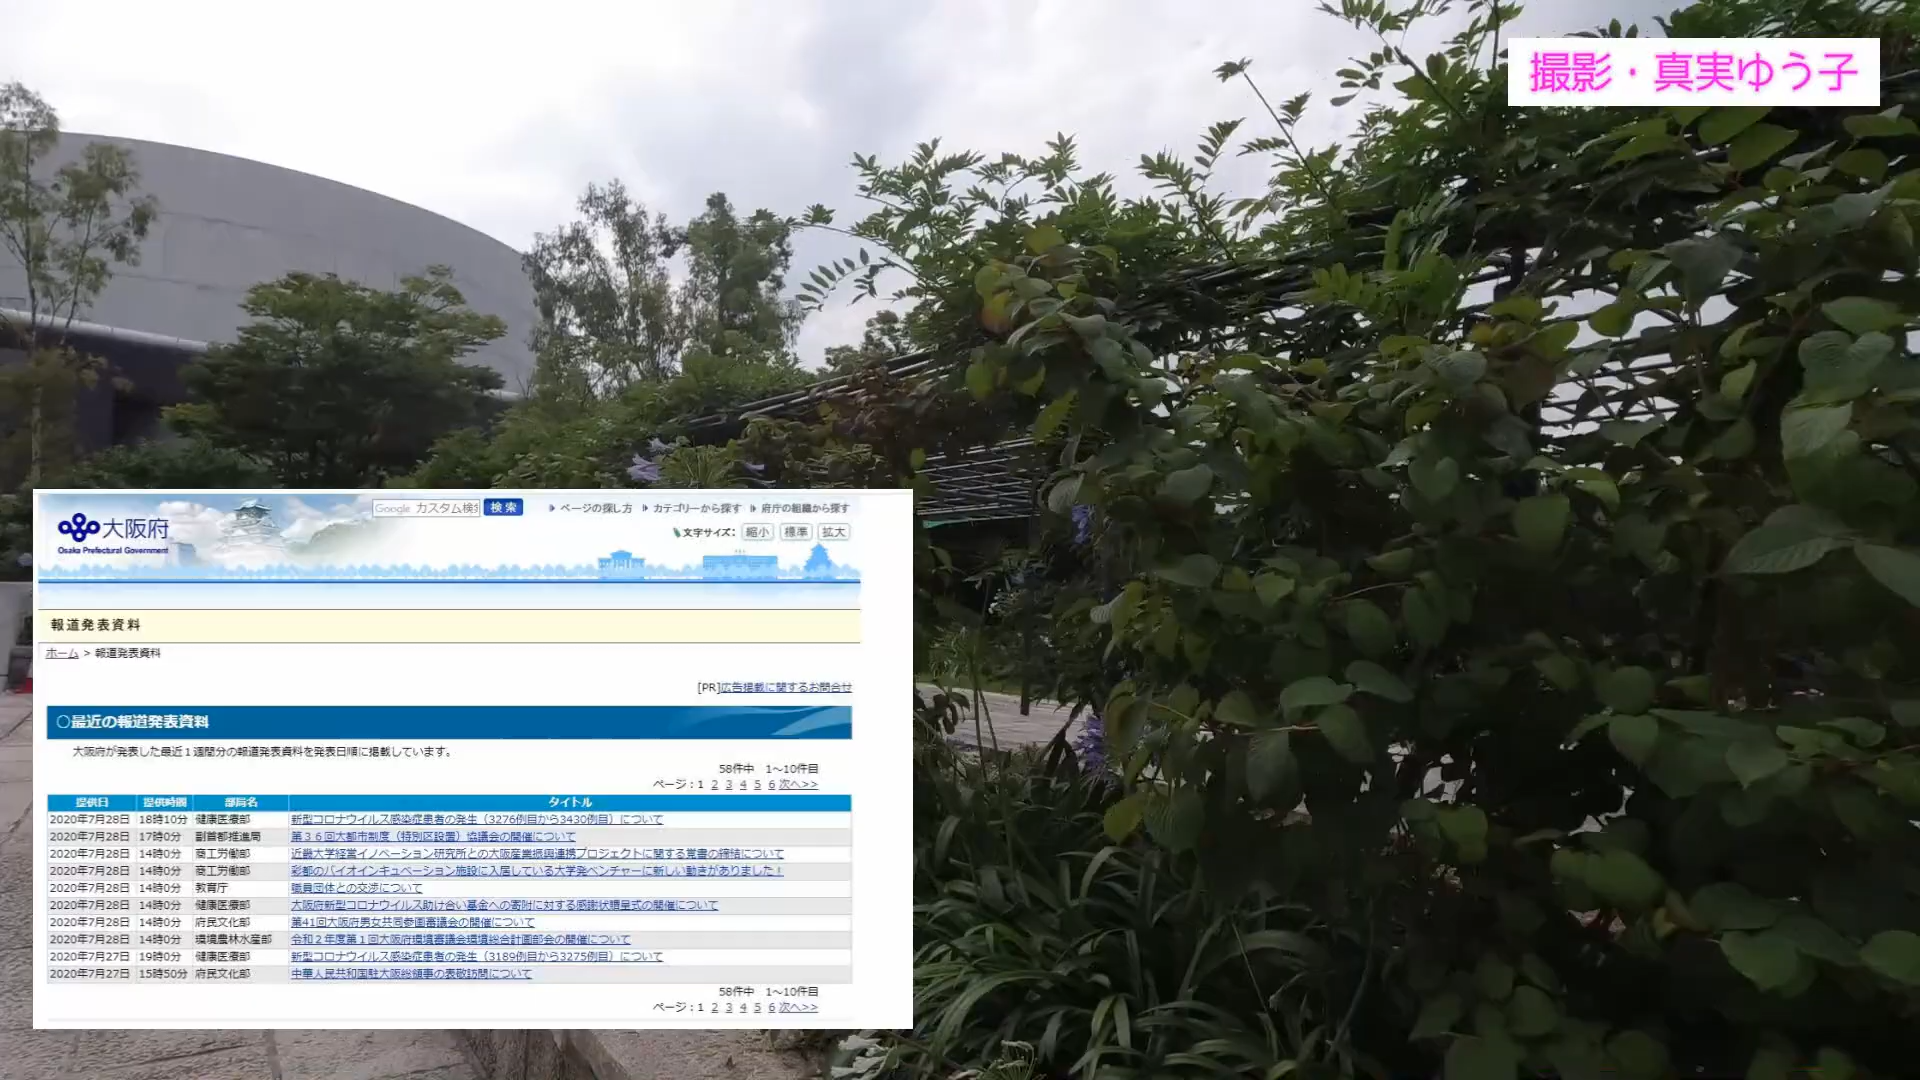 撮影・真実ゆう子
大阪府
Osaka Prefectural Government
Google カスタム検 検索
ページの探し方 カテゴリーから探す 府庁の組織から探す
文字サイズ: 縮小 標準 拡大
報道発表資料
ホーム > 報道発表資料
[PR]広告掲載に関するお問合せ
〇最近の報道発表資料
大阪府が発表した最近1週間分の報道発表資料を発表日順に掲載しています。
58件中 1～10件目
ページ：1 2 3 4 5 6 次へ>>
提供日 提供時間 部局名 タイトル
2020年7月28日 18時10分 健康医療部 新型コロナウイルス感染症患者の発生（3276例目から3430例目）について
2020年7月28日 17時0分 副首都推進局 第３６回大都市制度（特別区設置）協議会の開催について
2020年7月28日 14時0分 商工労働部 近畿大学経営イノベーション研究所との大阪産業振興連携プロジェクトに関する覚書の締結について
2020年7月28日 14時0分 商工労働部 彩都のバイオインキュベーション施設に入居している大学発ベンチャーに新しい動きがありました！
2020年7月28日 14時0分 教育庁 職員団体との交渉について
2020年7月28日 14時0分 健康医療部 大阪府新型コロナウイルス助け合い基金への寄附に対する感謝状贈呈式の開催について
2020年7月28日 14時0分 府民文化部 第41回大阪府男女共同参画審議会の開催について
2020年7月28日 14時0分 環境農林水産部 令和２年度第１回大阪府環境審議会環境総合計画部会の開催について
2020年7月27日 19時0分 健康医療部 新型コロナウイルス感染症患者の発生（3189例目から3275例目）について
2020年7月27日 15時50分 府民文化部 中華人民共和国駐大阪総領事の表敬訪問について
58件中 1～10件目
ページ：1 2 3 4 5 6 次へ>>